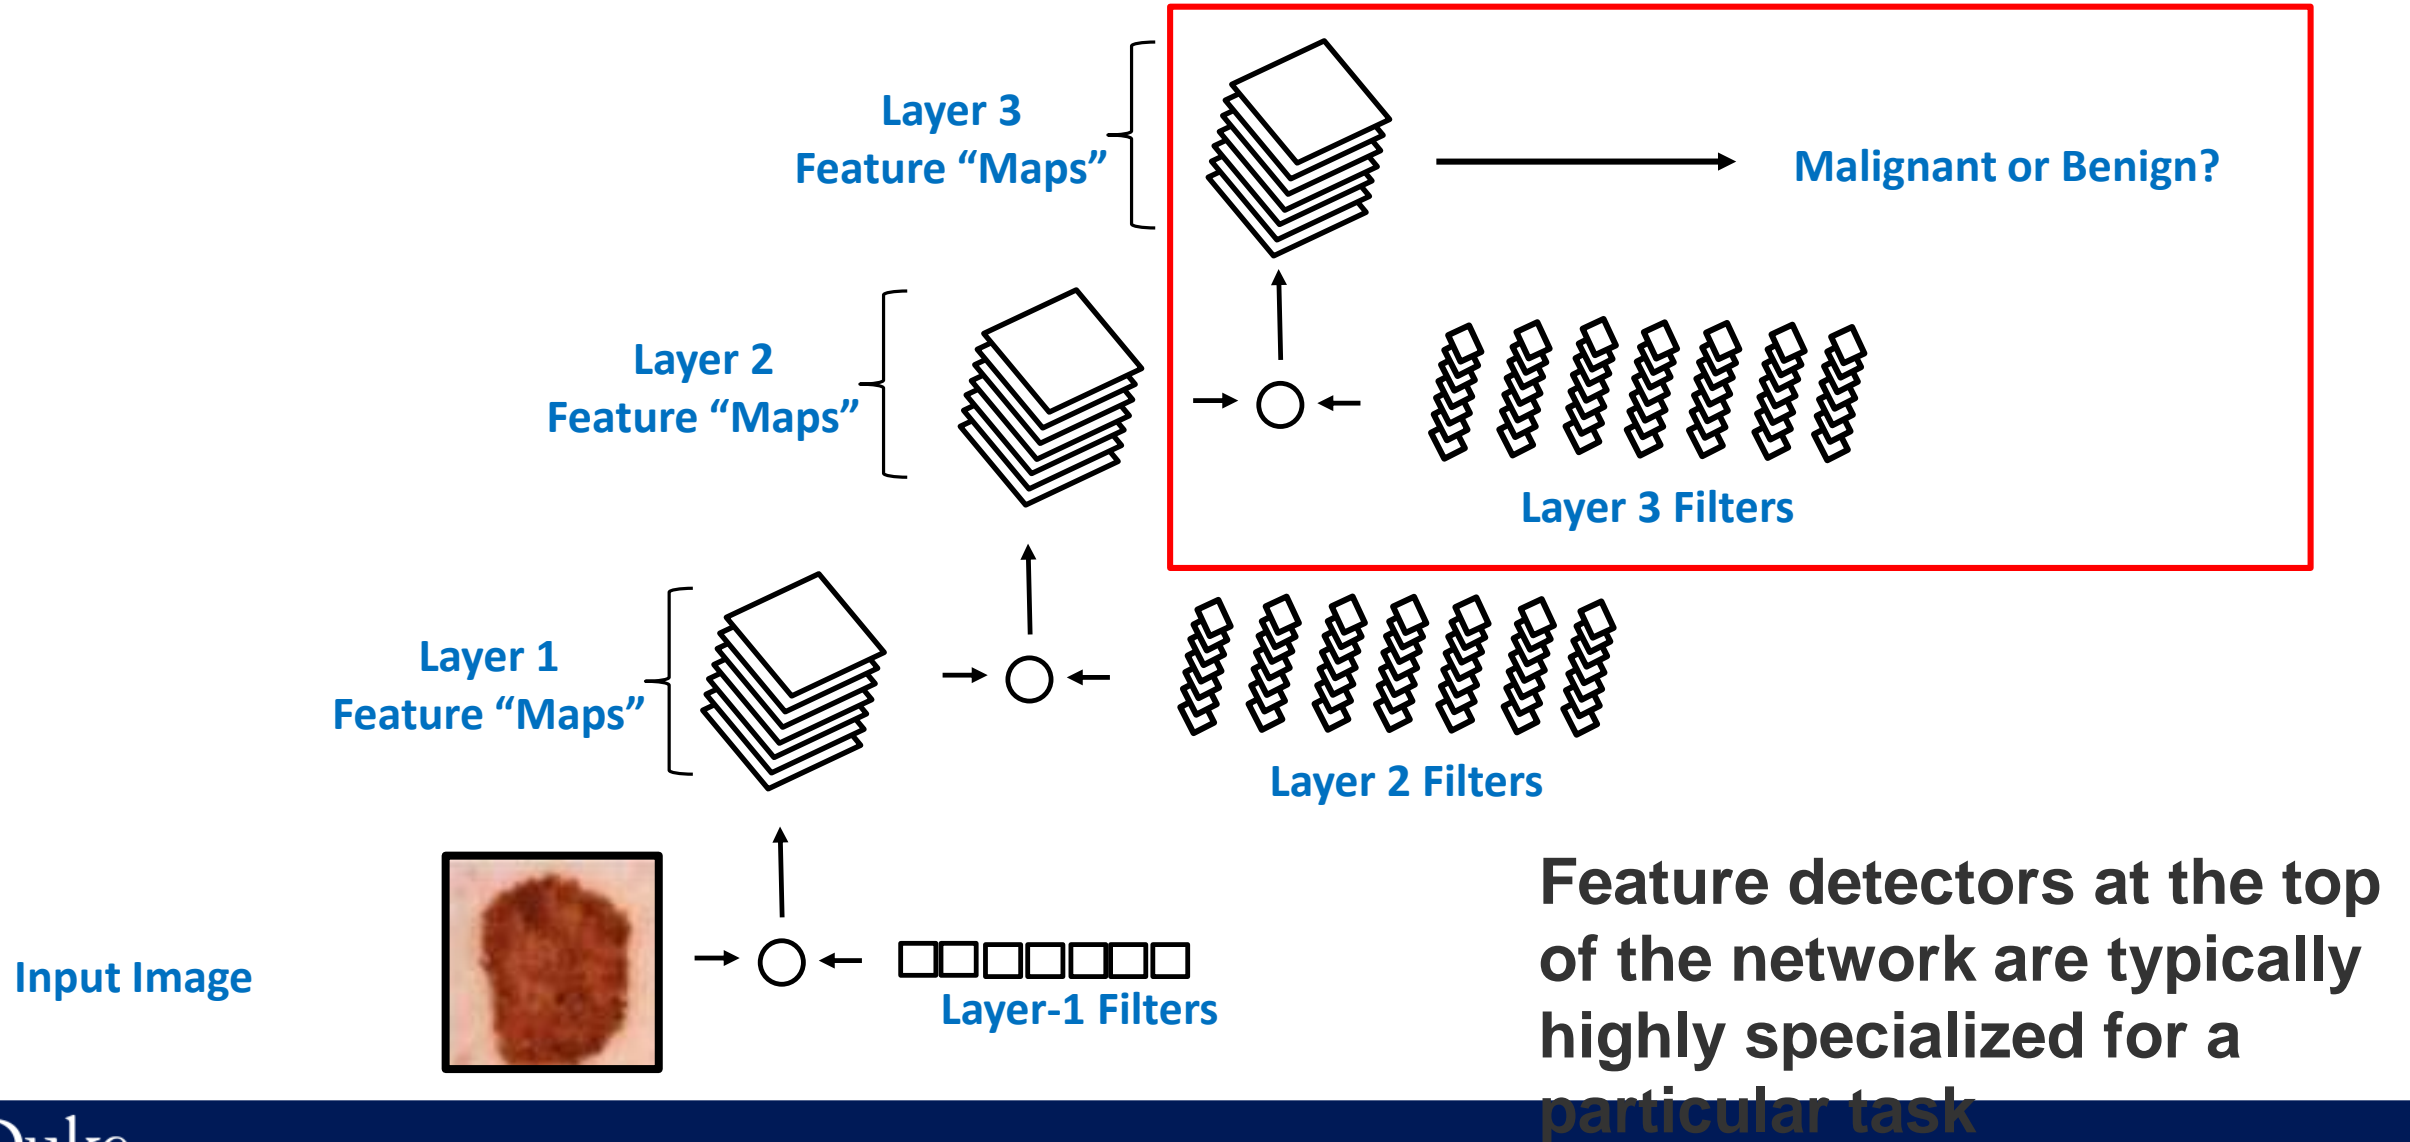 Layer 3
Feature “Maps”
Malignant or Benign?
Layer 2
Feature “Maps”
Layer 3 Filters
Layer 1
Feature “Maps”
Layer 2 Filters
Input Image
Layer-1 Filters
Feature detectors at the top
of the network are typically
highly specialized for a
particular task
Duke